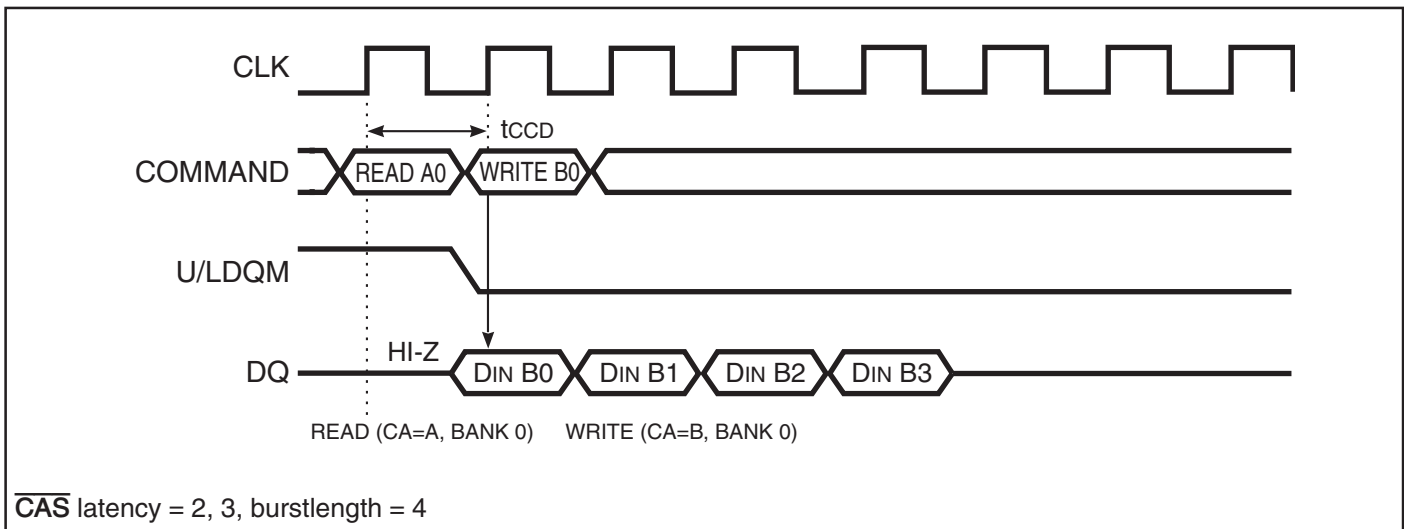 CLK
tCCD
COMMAND READ A0 WRITE B0
U/LDQM
HI-Z
DQ DIN B0 DIN B1 DIN B2 DIN B3
READ (CA=A, BANK 0) WRITE (CA=B, BANK 0)
CAS latency = 2, 3, burstlength = 4